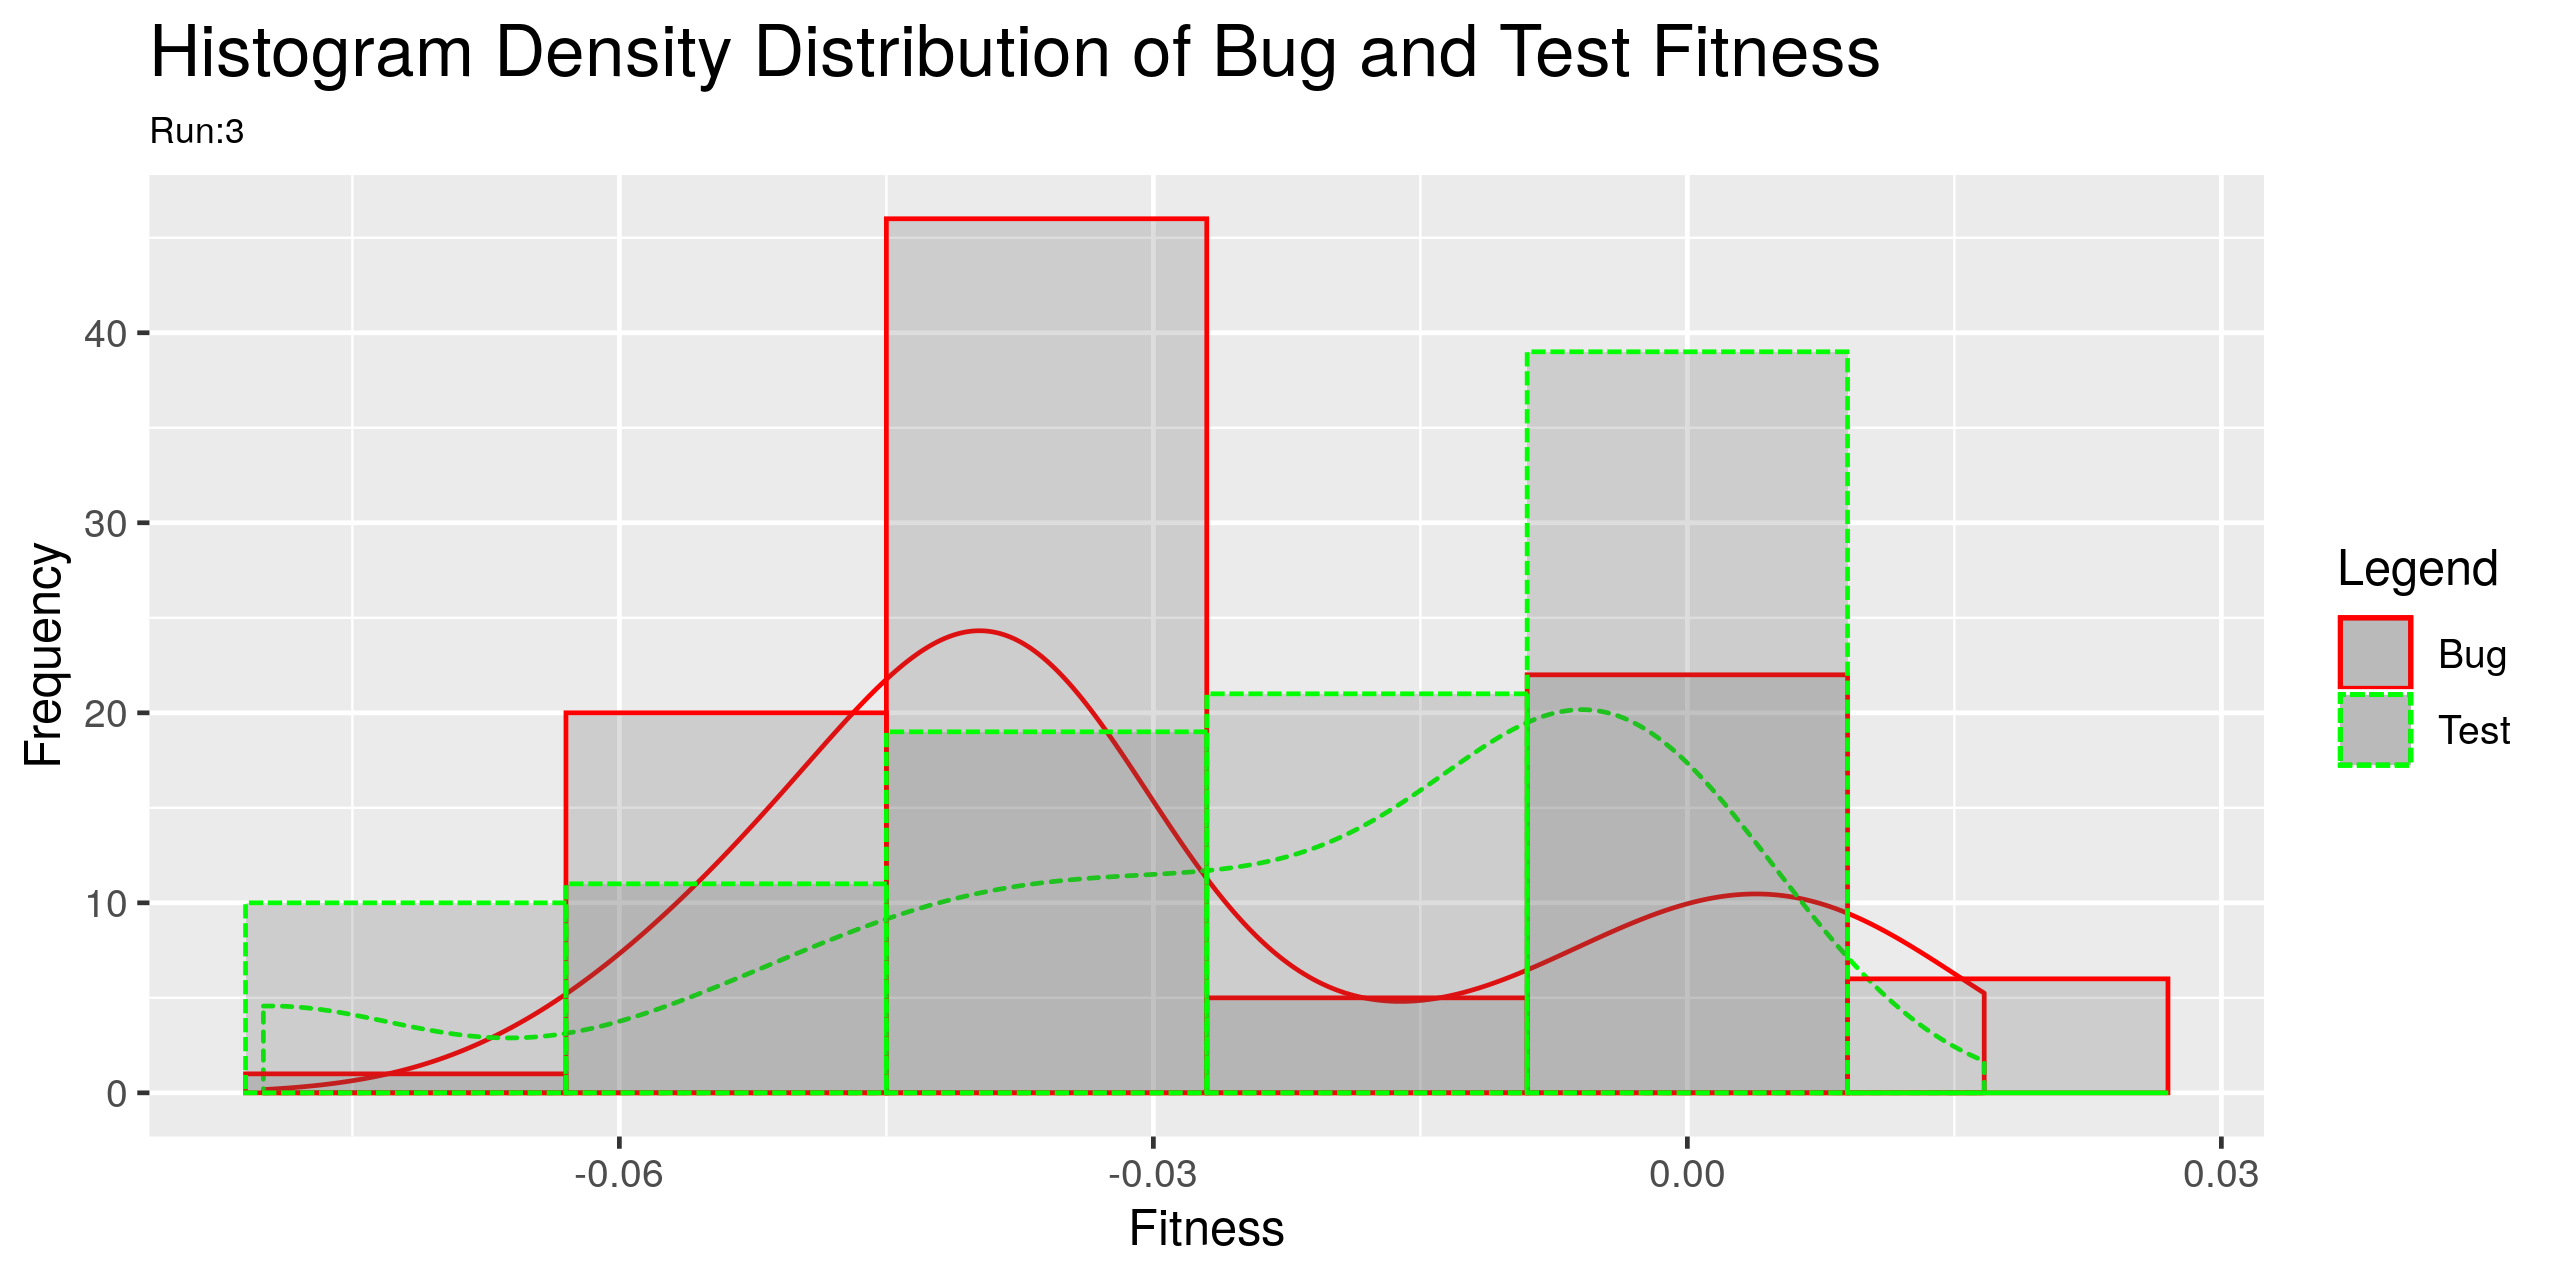 Histogram Density Distribution of Bug and Test Fitness
Run:3
Frequency
40
30
20
10
0
-0.06 -0.03 0.00 0.03
Fitness
Legend
Bug
Test